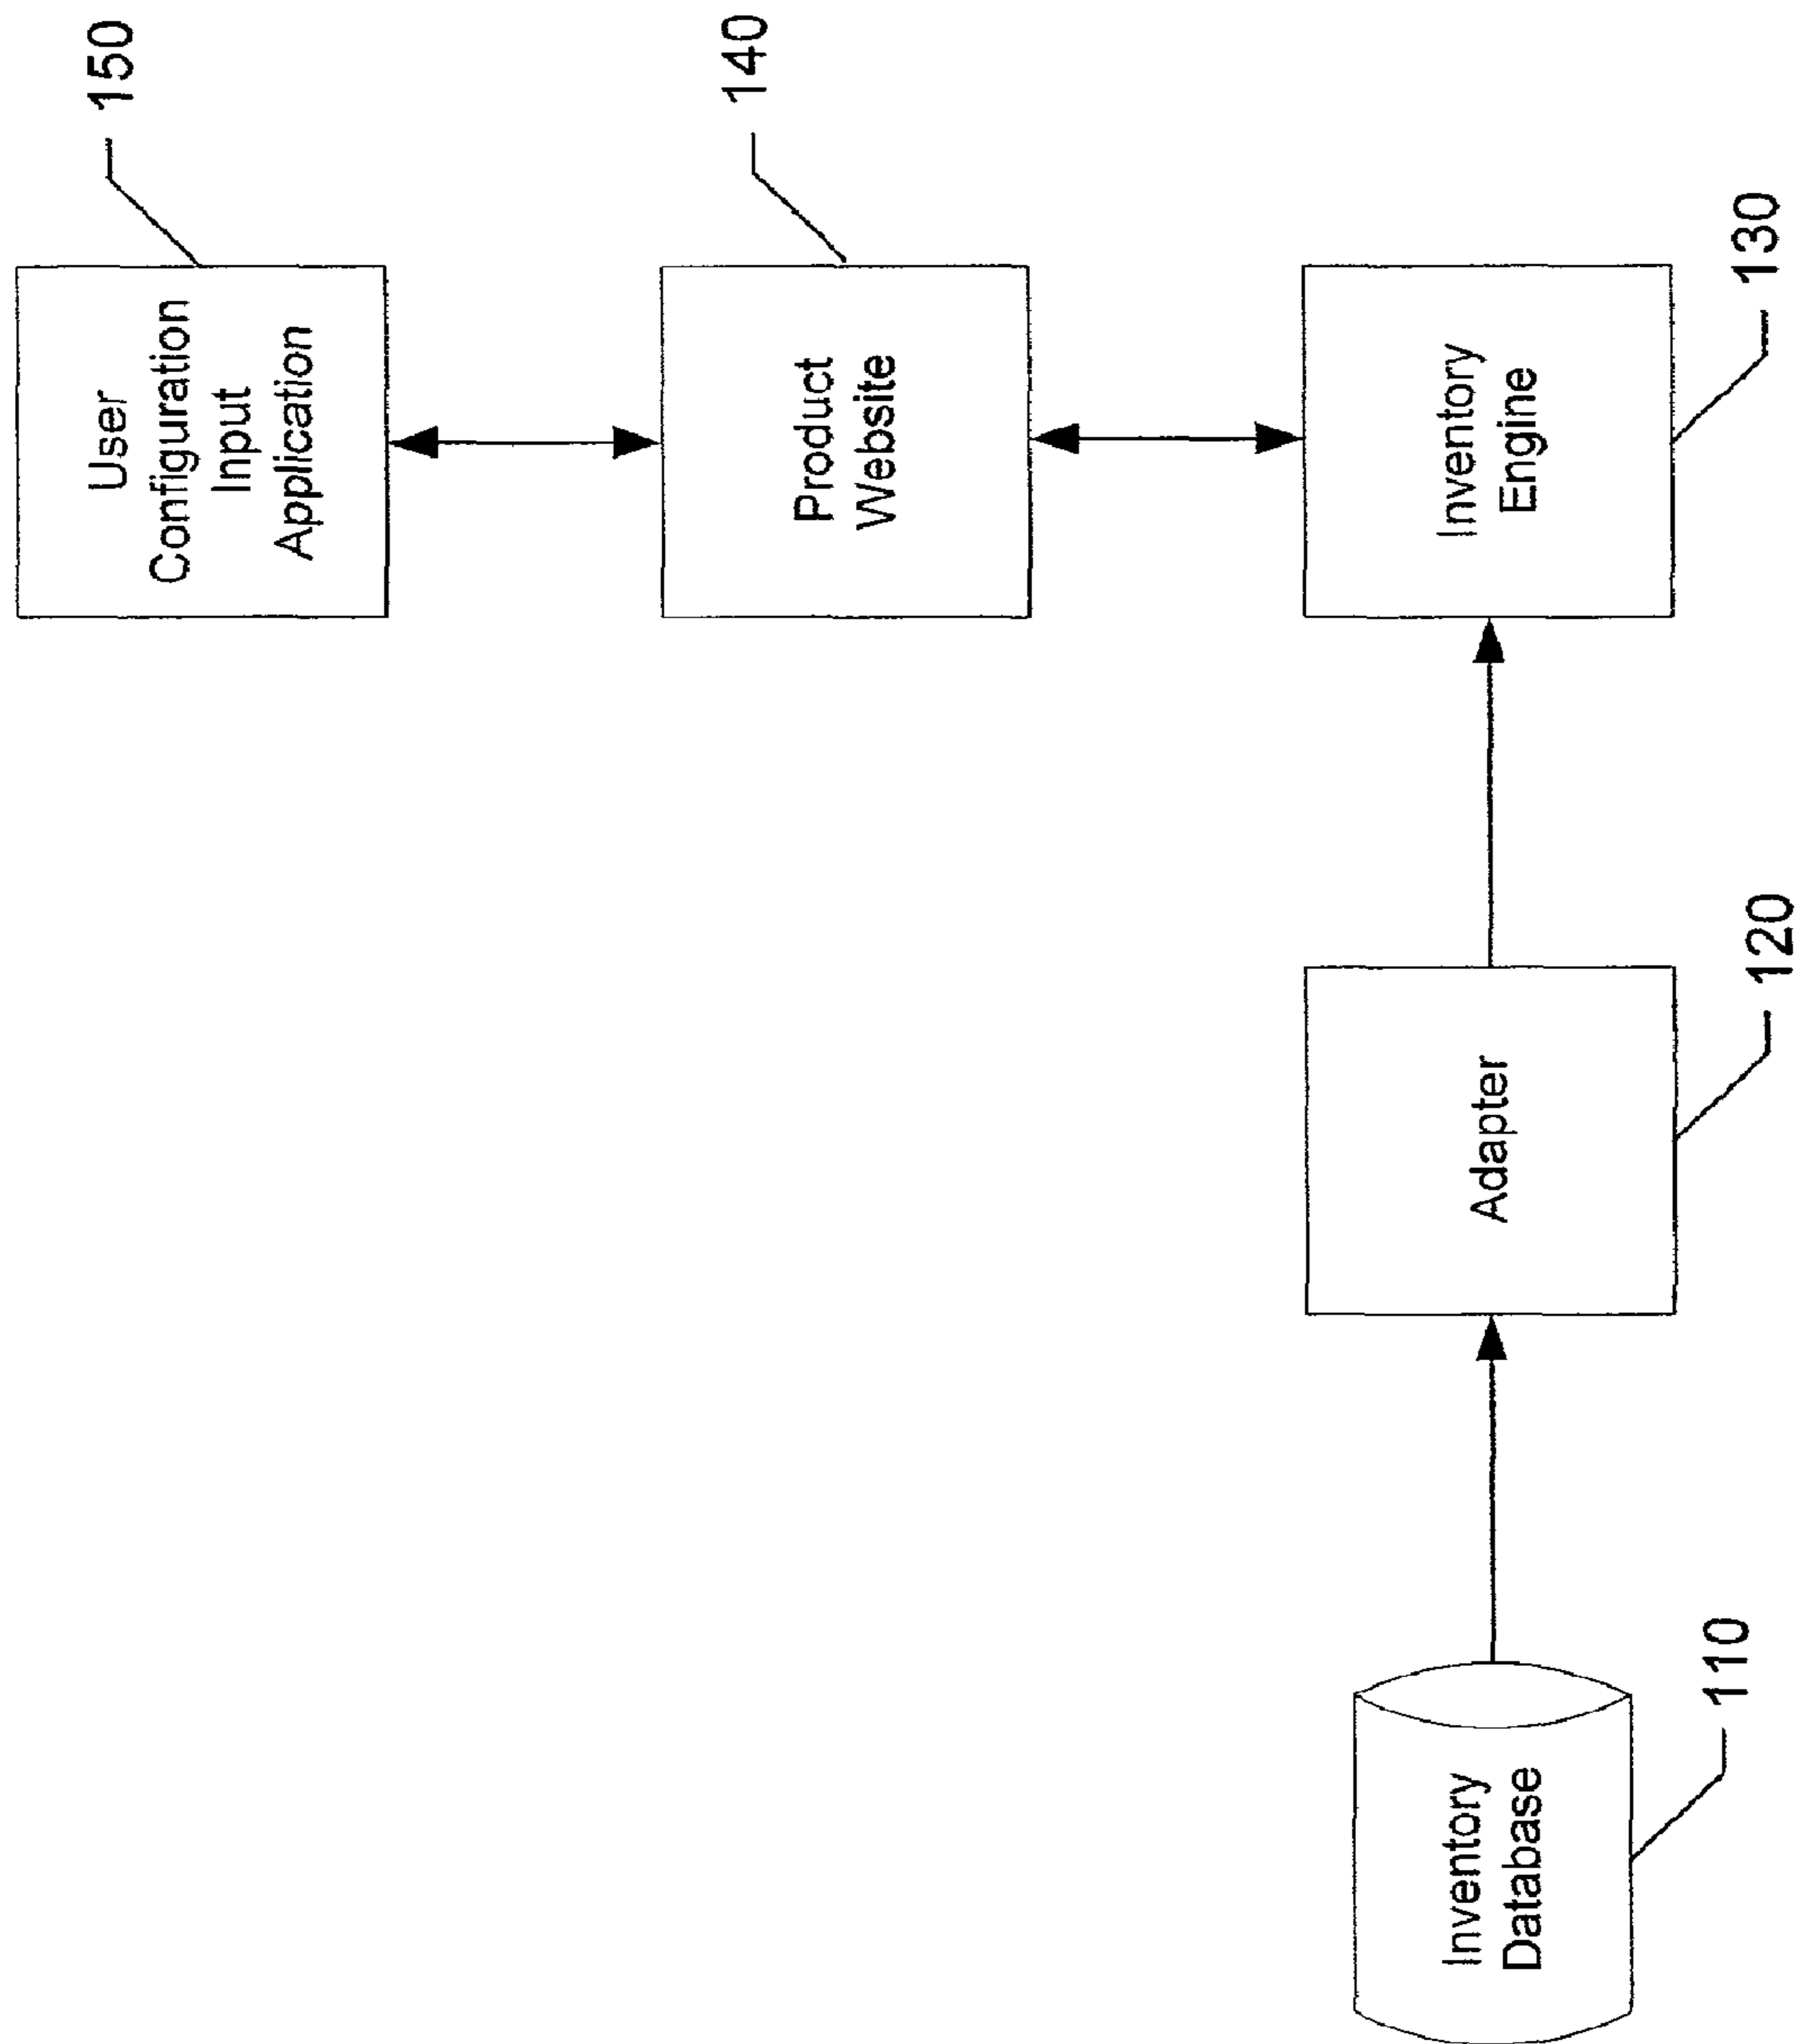 User
Configuration
Input
Application
150
Product
Website
140
Inventory
Engine
130
Adapter
120
Inventory
Database
110